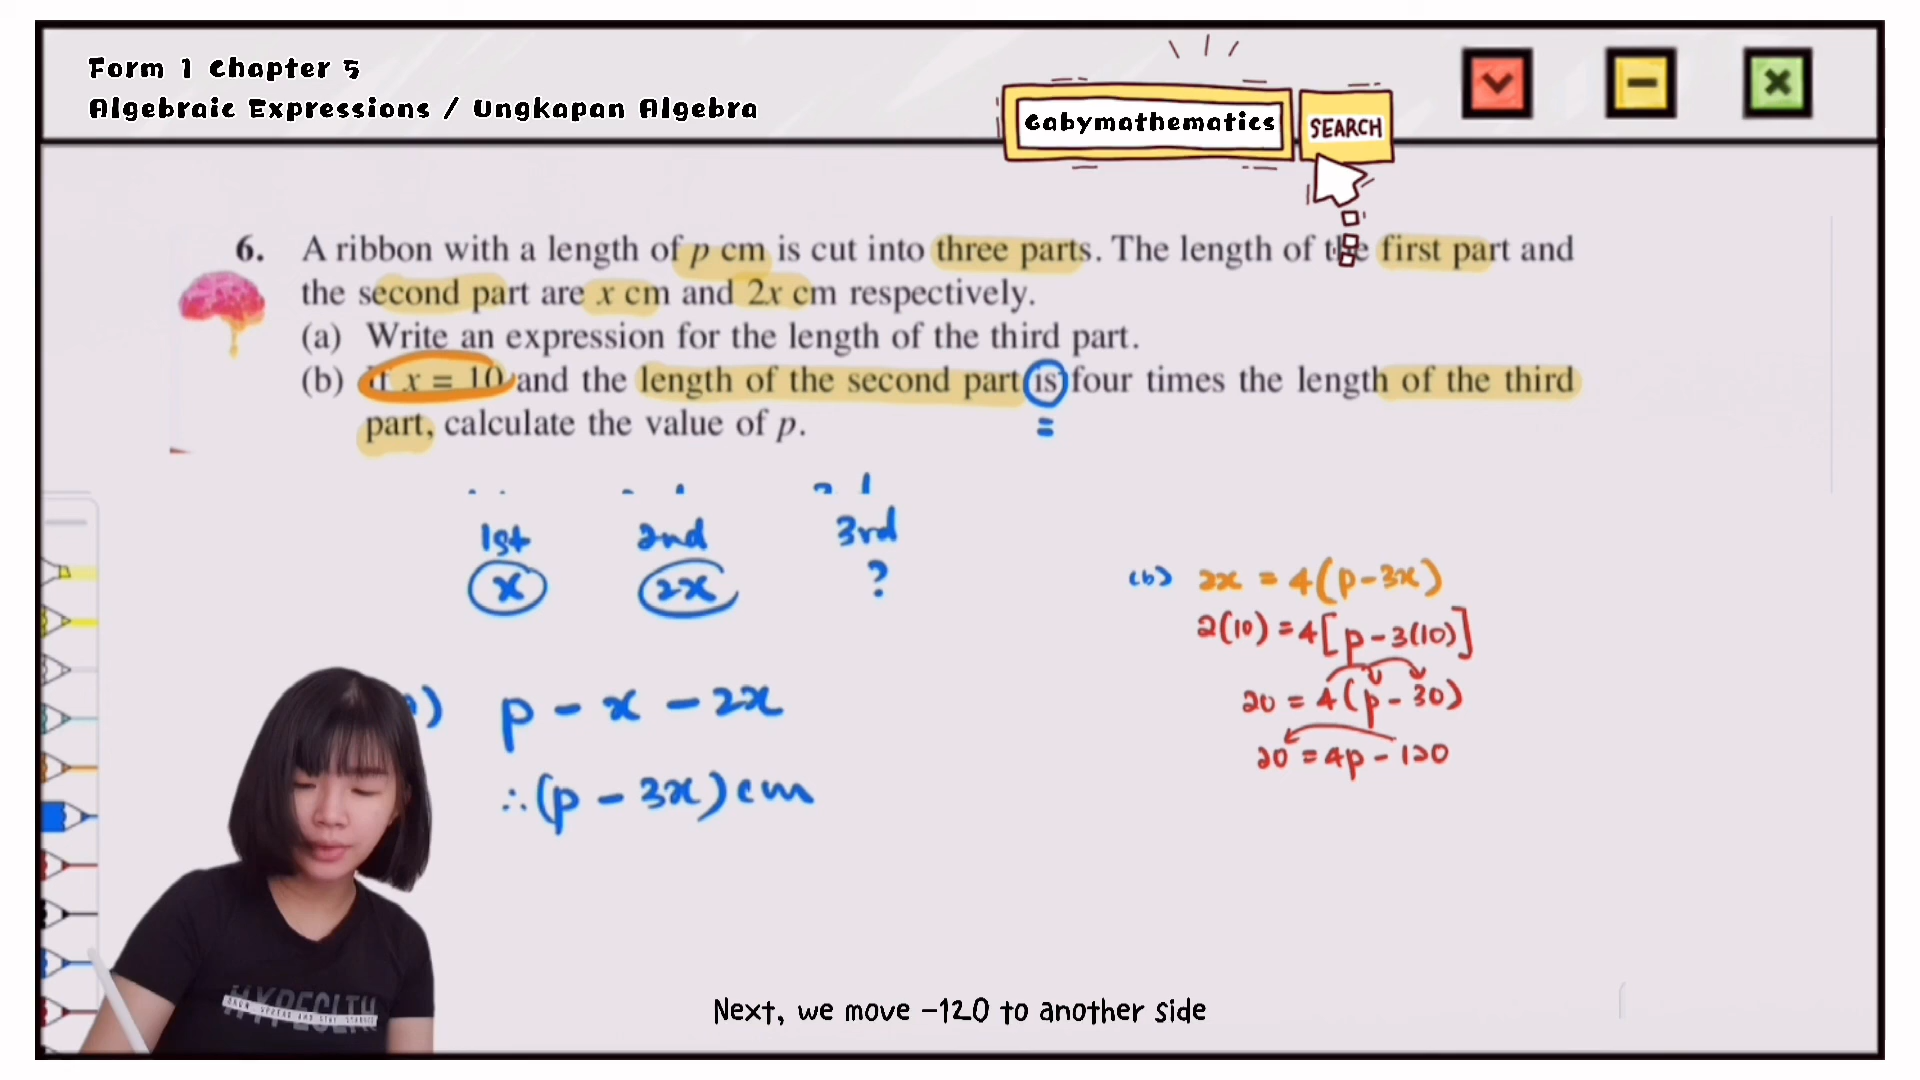 Form 1 Chapter 5
Algebraic Expressions / Ungkapan Algebra
Gabymathematics
SEARCH
6. A ribbon with a length of p cm is cut into three parts. The length of the first part and
the second part are x cm and 2x cm respectively.
(a) Write an expression for the length of the third part.
(b) If x = 10 and the length of the second part is four times the length of the third
part, calculate the value of p.
=
1st 2nd 3rd
x 2x ?
p - x - 2x
∴ (p - 3x) cm
(b) 2x = 4(p-3x)
2(10) = 4[p-3(10)]
20 = 4(p-30)
20 = 4p - 120
Next, we move -120 to another side